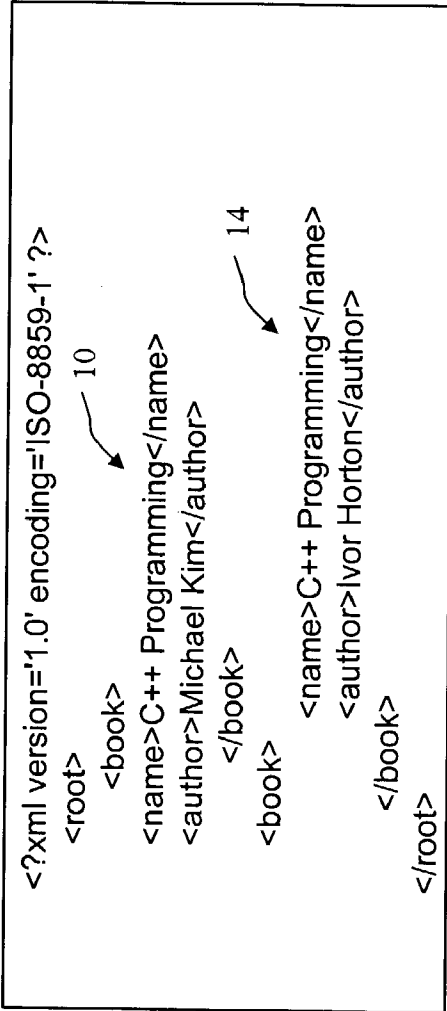 <?xml version='1.0' encoding='ISO-8859-1' ?>
<root>
<book>
10
<name>C++ Programming</name>
<author>Michael Kim</author>
</book>
<book>
14
<name>C++ Programming</name>
<author>Ivor Horton</author>
</book>
</root>